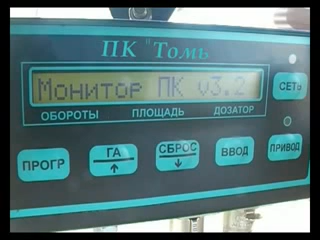 ПК "Томь
Монитор ПК v3.2
ОБОРОТЫ ПЛОЩАДЬ ДОЗАТОР
СЕТЬ
ПРОГР ГА СБРОС ВВОД ПРИВОД